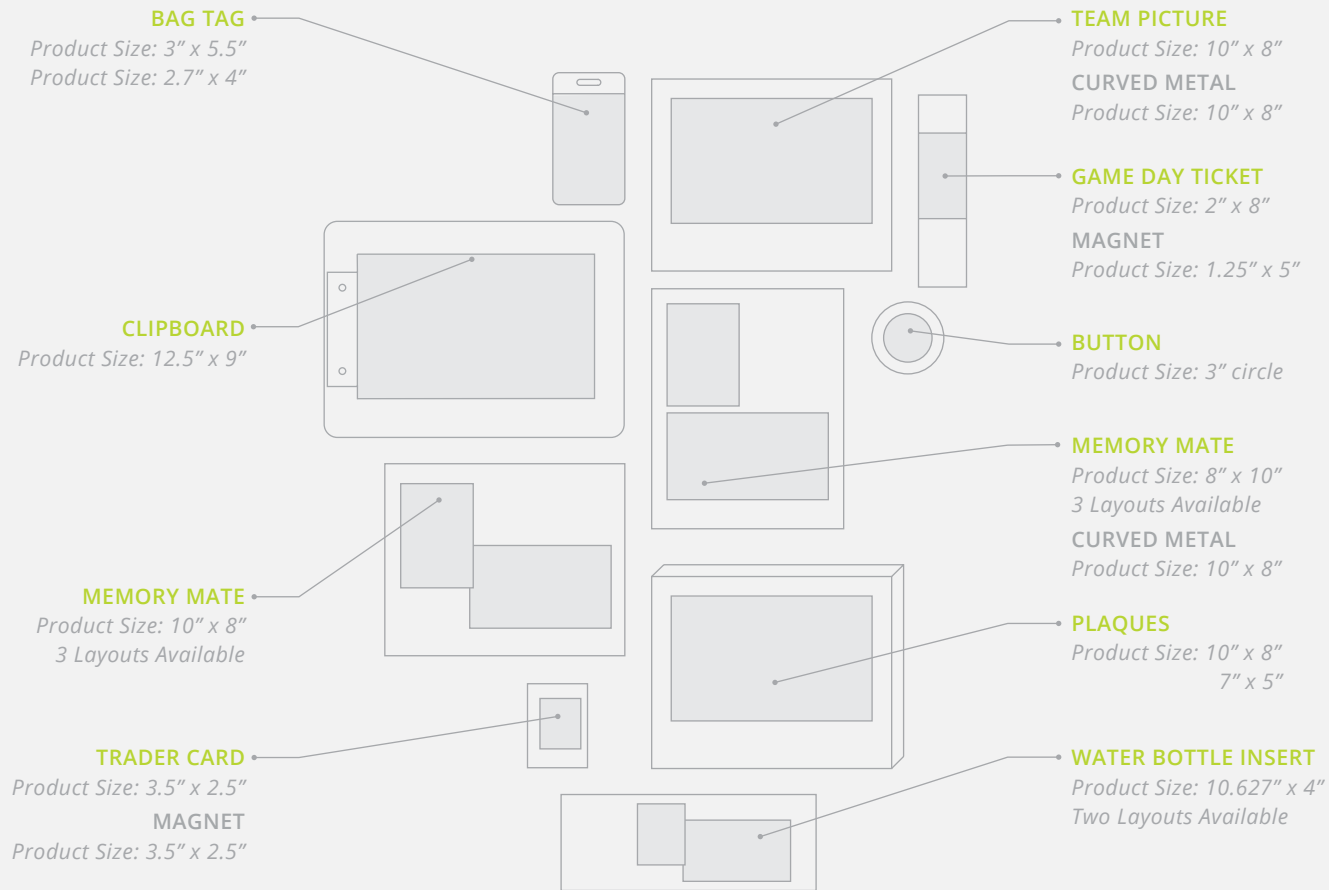 BAG TAG
Product Size: 3” x 5.5”
Product Size: 2.7” x 4”
CLIPBOARD
Product Size: 12.5” x 9”
MEMORY MATE
Product Size: 10” x 8”
3 Layouts Available
TRADER CARD
Product Size: 3.5” x 2.5”
MAGNET
Product Size: 3.5” x 2.5”
TEAM PICTURE
Product Size: 10” x 8”
CURVED METAL
Product Size: 10” x 8”
GAME DAY TICKET
Product Size: 2” x 8”
MAGNET
Product Size: 1.25” x 5”
BUTTON
Product Size: 3” circle
MEMORY MATE
Product Size: 8” x 10”
3 Layouts Available
CURVED METAL
Product Size: 10” x 8”
PLAQUES
Product Size: 10” x 8”
7” x 5”
WATER BOTTLE INSERT
Product Size: 10.627” x 4”
Two Layouts Available